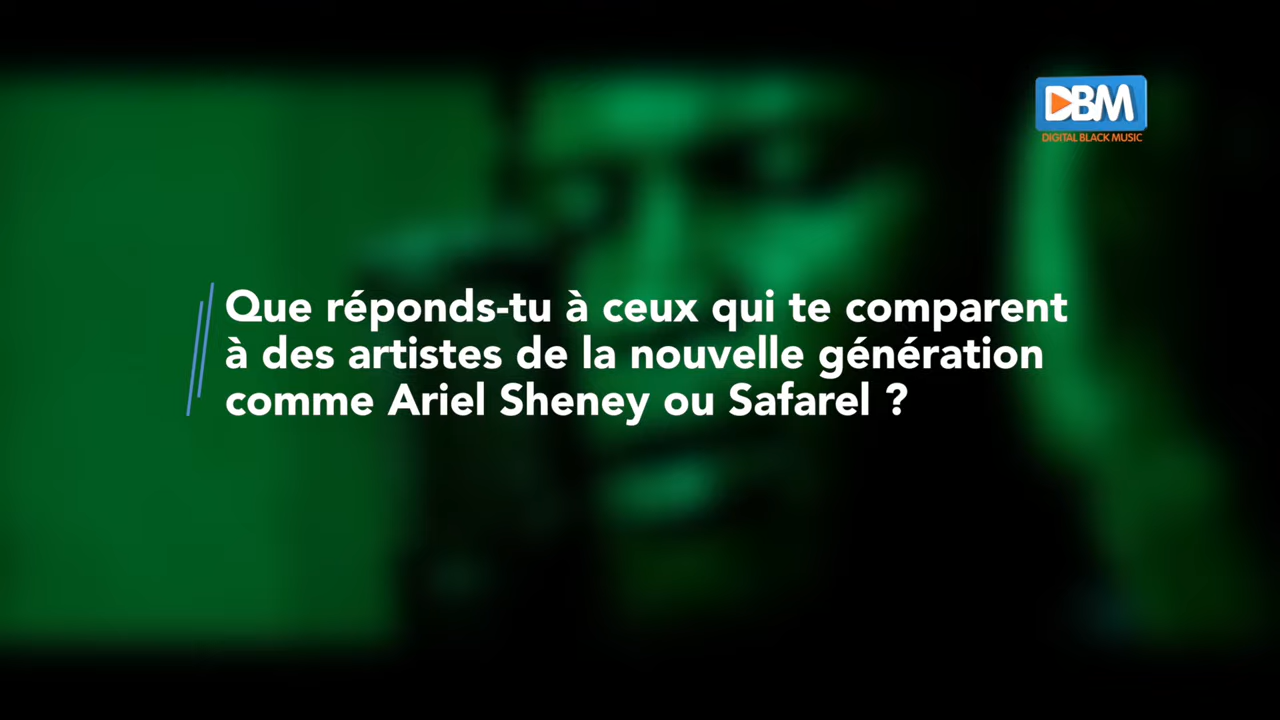 DBM
DIGITAL BLACK MUSIC
Que réponds-tu à ceux qui te comparent
à des artistes de la nouvelle génération
comme Ariel Sheney ou Safarel ?